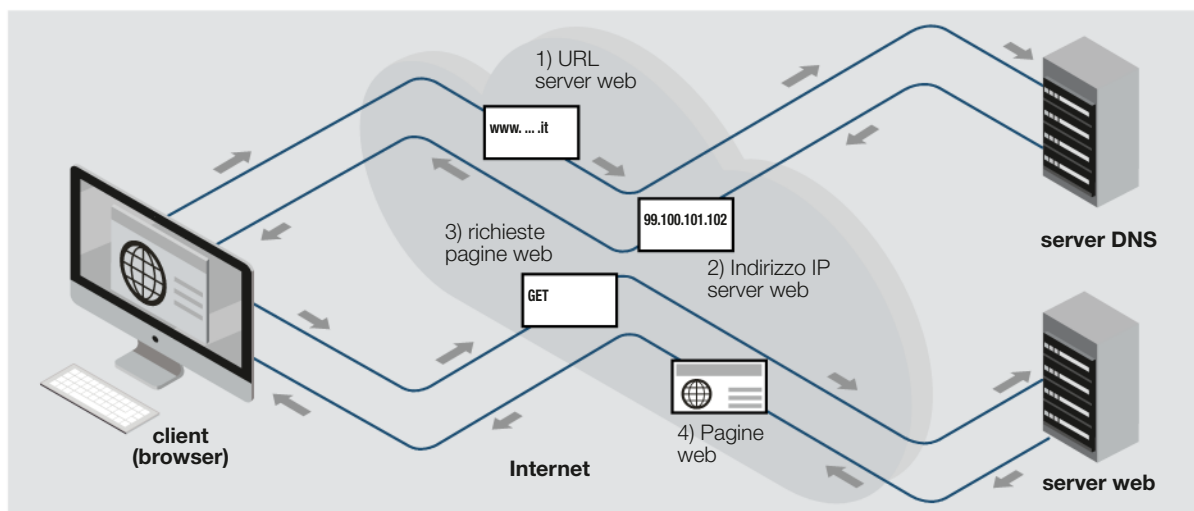 1) URL
server web
www. ... .it
99.100.101.102
server DNS
3) richieste
pagine web
2) Indirizzo IP
server web
GET
4) Pagine
web
client
(browser)
Internet
server web